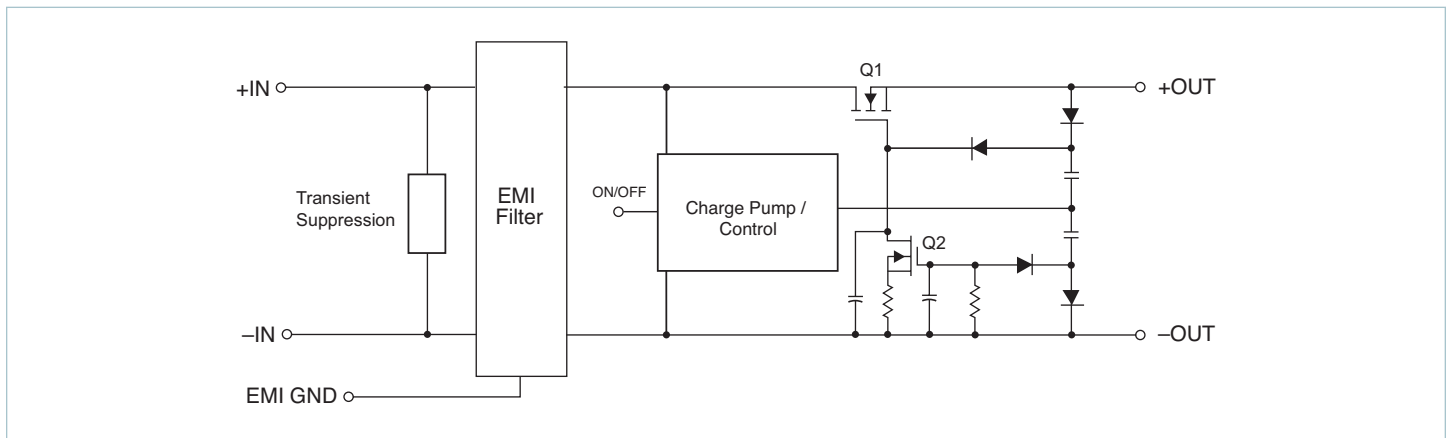 Q1
+IN
+OUT
Transient
Suppression
EMI
Filter
ON/OFF
Charge Pump /
Control
Q2
–IN
–OUT
EMI GND